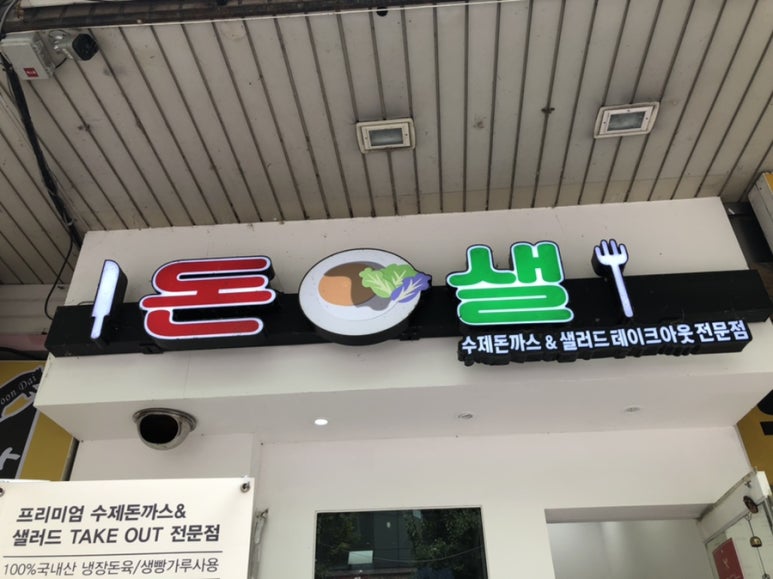 돈 샐
수제돈까스 & 샐러드 테이크아웃 전문점
프리미엄 수제돈까스&
샐러드 TAKE OUT 전문점
100%국내산 냉장돈육/생빵가루사용